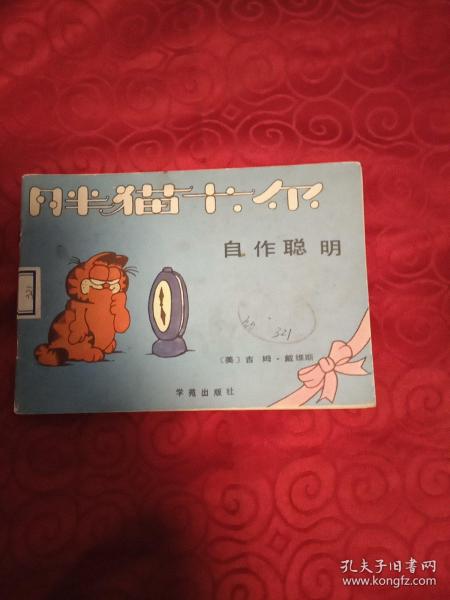 胖猫卡尔
自作聪明
321
〔美〕吉姆·戴维斯
学苑出版社
孔夫子旧书网
www.kongfz.com